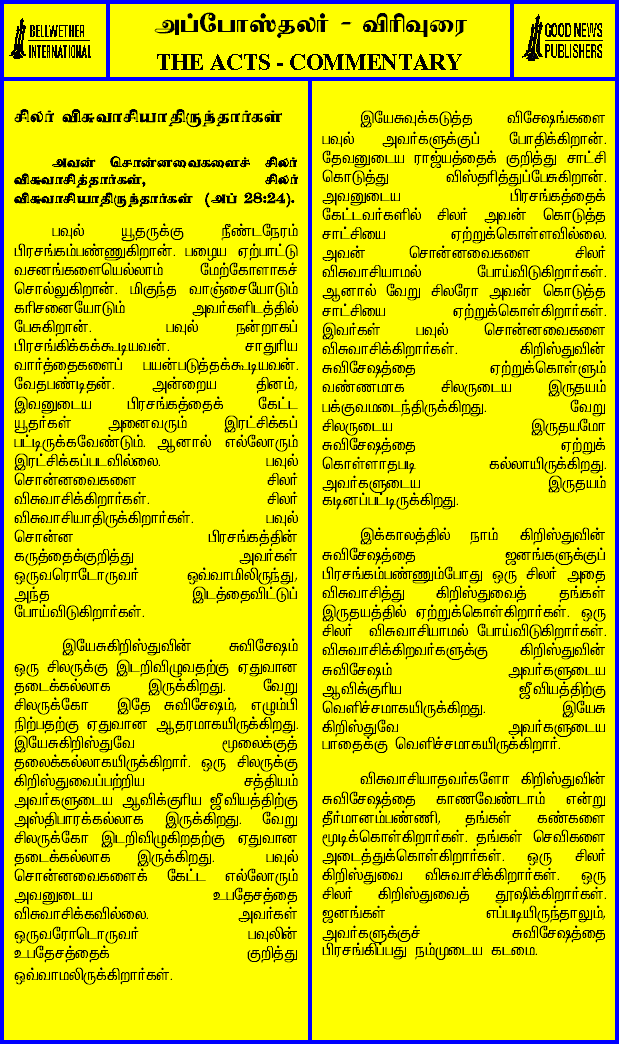 BELLWETHER
INTERNATIONAL
அப்போஸ்தலர் - விரிவுரை
THE ACTS - COMMENTARY
GOOD NEWS
PUBLISHERS
சிலர் விசுவாசியாதிருந்தார்கள்
அவன் சொன்னவைகளைச் சிலர்
விசுவாசித்தார்கள், சிலர்
விசுவாசியாதிருந்தார்கள் (அப் 28:24).
பவுல் யூதருக்கு நீண்டநேரம்
பிரசங்கம்பண்ணுகிறான். பழைய ஏற்பாட்டு
வசனங்களையெல்லாம் மேற்கோளாகச்
சொல்லுகிறான். மிகுந்த வாஞ்சையோடும்
கரிசனையோடும் அவர்களிடத்தில்
பேசுகிறான். பவுல் நன்றாகப்
பிரசங்கிக்கக்கூடியவன். சாதுரிய
வார்த்தைகளைப் பயன்படுத்தக்கூடியவன்.
வேதபண்டிதன். அன்றைய தினம்,
இவனுடைய பிரசங்கத்தைக் கேட்ட
யூதர்கள் அனைவரும் இரட்சிக்கப்
பட்டிருக்கவேண்டும். ஆனால் எல்லோரும்
இரட்சிக்கப்படவில்லை. பவுல்
சொன்னவைகளை சிலர்
விசுவாசிக்கிறார்கள். சிலர்
விசுவாசியாதிருக்கிறார்கள். பவுல்
சொன்ன பிரசங்கத்தின்
கருத்தைக்குறித்து அவர்கள்
ஒருவரொடோருவர் ஒவ்வாமிலிருந்து,
அந்த இடத்தைவிட்டுப்
போய்விடுகிறார்கள்.
இயேசுகிறிஸ்துவின் சுவிசேஷம்
ஒரு சிலருக்கு இடறிவிழுவதற்கு ஏதுவான
தடைக்கல்லாக இருக்கிறது. வேறு
சிலருக்கோ இதே சுவிசேஷம், எழும்பி
நிற்பதற்கு ஏதுவான ஆதரமாகயிருக்கிறது.
இயேசுகிறிஸ்துவே மூலைக்குத்
தலைக்கல்லாகயிருக்கிறார். ஒரு சிலருக்கு
கிறிஸ்துவைப்பற்றிய சத்தியம்
அவர்களுடைய ஆவிக்குரிய ஜீவியத்திற்கு
அஸ்திபாரக்கல்லாக இருக்கிறது. வேறு
சிலருக்கோ இடறிவிழுகிறதற்கு ஏதுவான
தடைக்கல்லாக இருக்கிறது. பவுல்
சொன்னவைகளைக் கேட்ட எல்லோரும்
அவனுடைய உபதேசத்தை
விசுவாசிக்கவில்லை. அவர்கள்
ஒருவரோடொருவர் பவுலின்
உபதேசத்தைக் குறித்து
ஒவ்வாமலிருக்கிறார்கள்.
இயேசுவுக்கடுத்த விசேஷங்களை
பவுல் அவர்களுக்குப் போதிக்கிறான்.
தேவனுடைய ராஜ்யத்தைக் குறித்து சாட்சி
கொடுத்து விஸ்தரித்துப்பேசுகிறான்.
அவனுடைய பிரசங்கத்தைக்
கேட்டவர்களில் சிலர் அவன் கொடுத்த
சாட்சியை ஏற்றுக்கொள்ளவில்லை.
அவன் சொன்னவைகளை சிலர்
விசுவாசியாமல் போய்விடுகிறார்கள்.
ஆனால் வேறு சிலரோ அவன் கொடுத்த
சாட்சியை ஏற்றுக்கொள்கிறார்கள்.
இவர்கள் பவுல் சொன்னவைகளை
விசுவாசிக்கிறார்கள். கிறிஸ்துவின்
சுவிசேஷத்தை ஏற்றுக்கொள்ளும்
வண்ணமாக சிலருடைய இருதயம்
பக்குவமடைந்திருக்கிறது. வேறு
சிலருடைய இருதயமோ
சுவிசேஷத்தை ஏற்றுக்
கொள்ளாதபடி கல்லாயிருக்கிறது.
அவர்களுடைய இருதயம்
கடினப்பட்டிருக்கிறது.
இக்காலத்தில் நாம் கிறிஸ்துவின்
சுவிசேஷத்தை ஜனங்களுக்குப்
பிரசங்கம்பண்ணும்போது ஒரு சிலர் அதை
விசுவாசித்து கிறிஸ்துவைத் தங்கள்
இருதயத்தில் ஏற்றுக்கொள்கிறார்கள். ஒரு
சிலர் விசுவாசியாமல் போய்விடுகிறார்கள்.
விசுவாசிக்கிறவர்களுக்கு கிறிஸ்துவின்
சுவிசேஷம் அவர்களுடைய
ஆவிக்குரிய ஜீவியத்திற்கு
வெளிச்சமாகயிருக்கிறது. இயேசு
கிறிஸ்துவே அவர்களுடைய
பாதைக்கு வெளிச்சமாகயிருக்கிறார்.
விசுவாசியாதவர்களோ கிறிஸ்துவின்
சுவிசேஷத்தை காணவேண்டாம் என்று
தீர்மானம்பண்ணி, தங்கள் கண்களை
மூடிக்கொள்கிறார்கள். தங்கள் செவிகளை
அடைத்துக்கொள்கிறார்கள். ஒரு சிலர்
கிறிஸ்துவை விசுவாசிக்கிறார்கள். ஒரு
சிலர் கிறிஸ்துவைத் தூஷிக்கிறார்கள்.
ஜனங்கள் எப்படியிருந்தாலும்,
அவர்களுக்குச் சுவிசேஷத்தை
பிரசங்கிப்பது நம்முடைய கடமை.